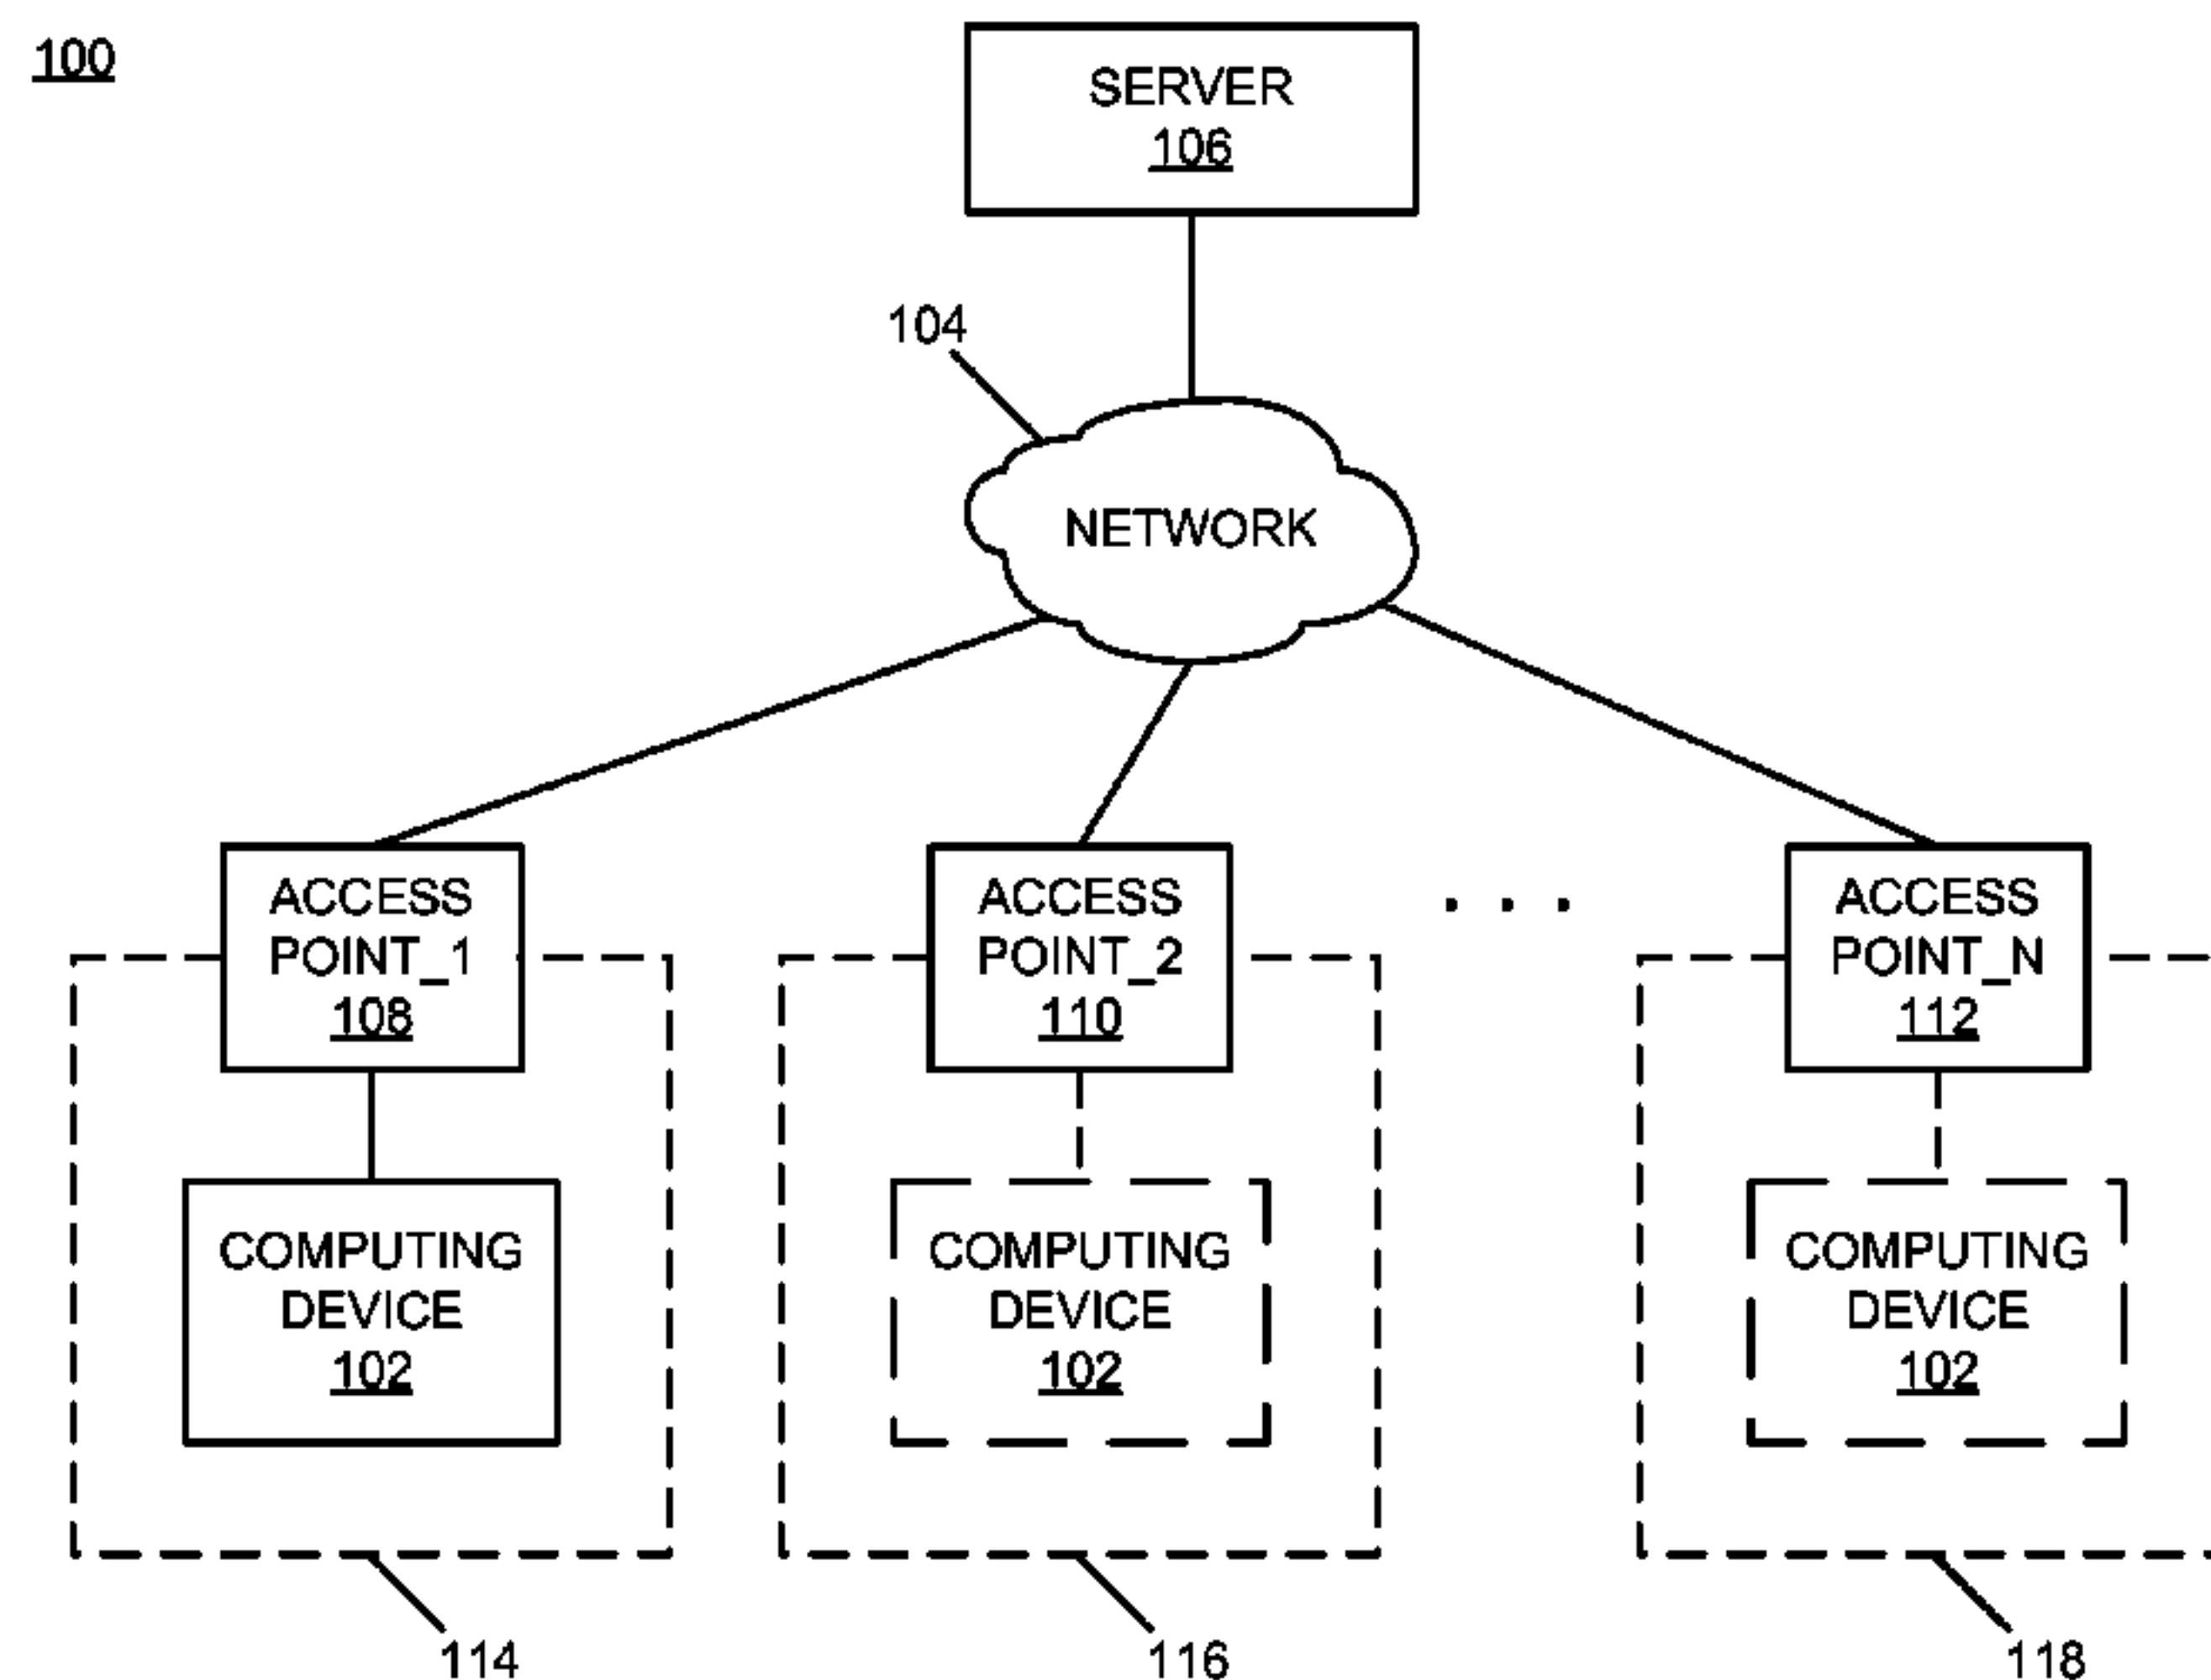 100
SERVER
106
104
NETWORK
ACCESS
POINT_1
108
ACCESS
POINT_2
110
. . .
ACCESS
POINT_N
112
COMPUTING
DEVICE
102
COMPUTING
DEVICE
102
COMPUTING
DEVICE
102
114
116
118